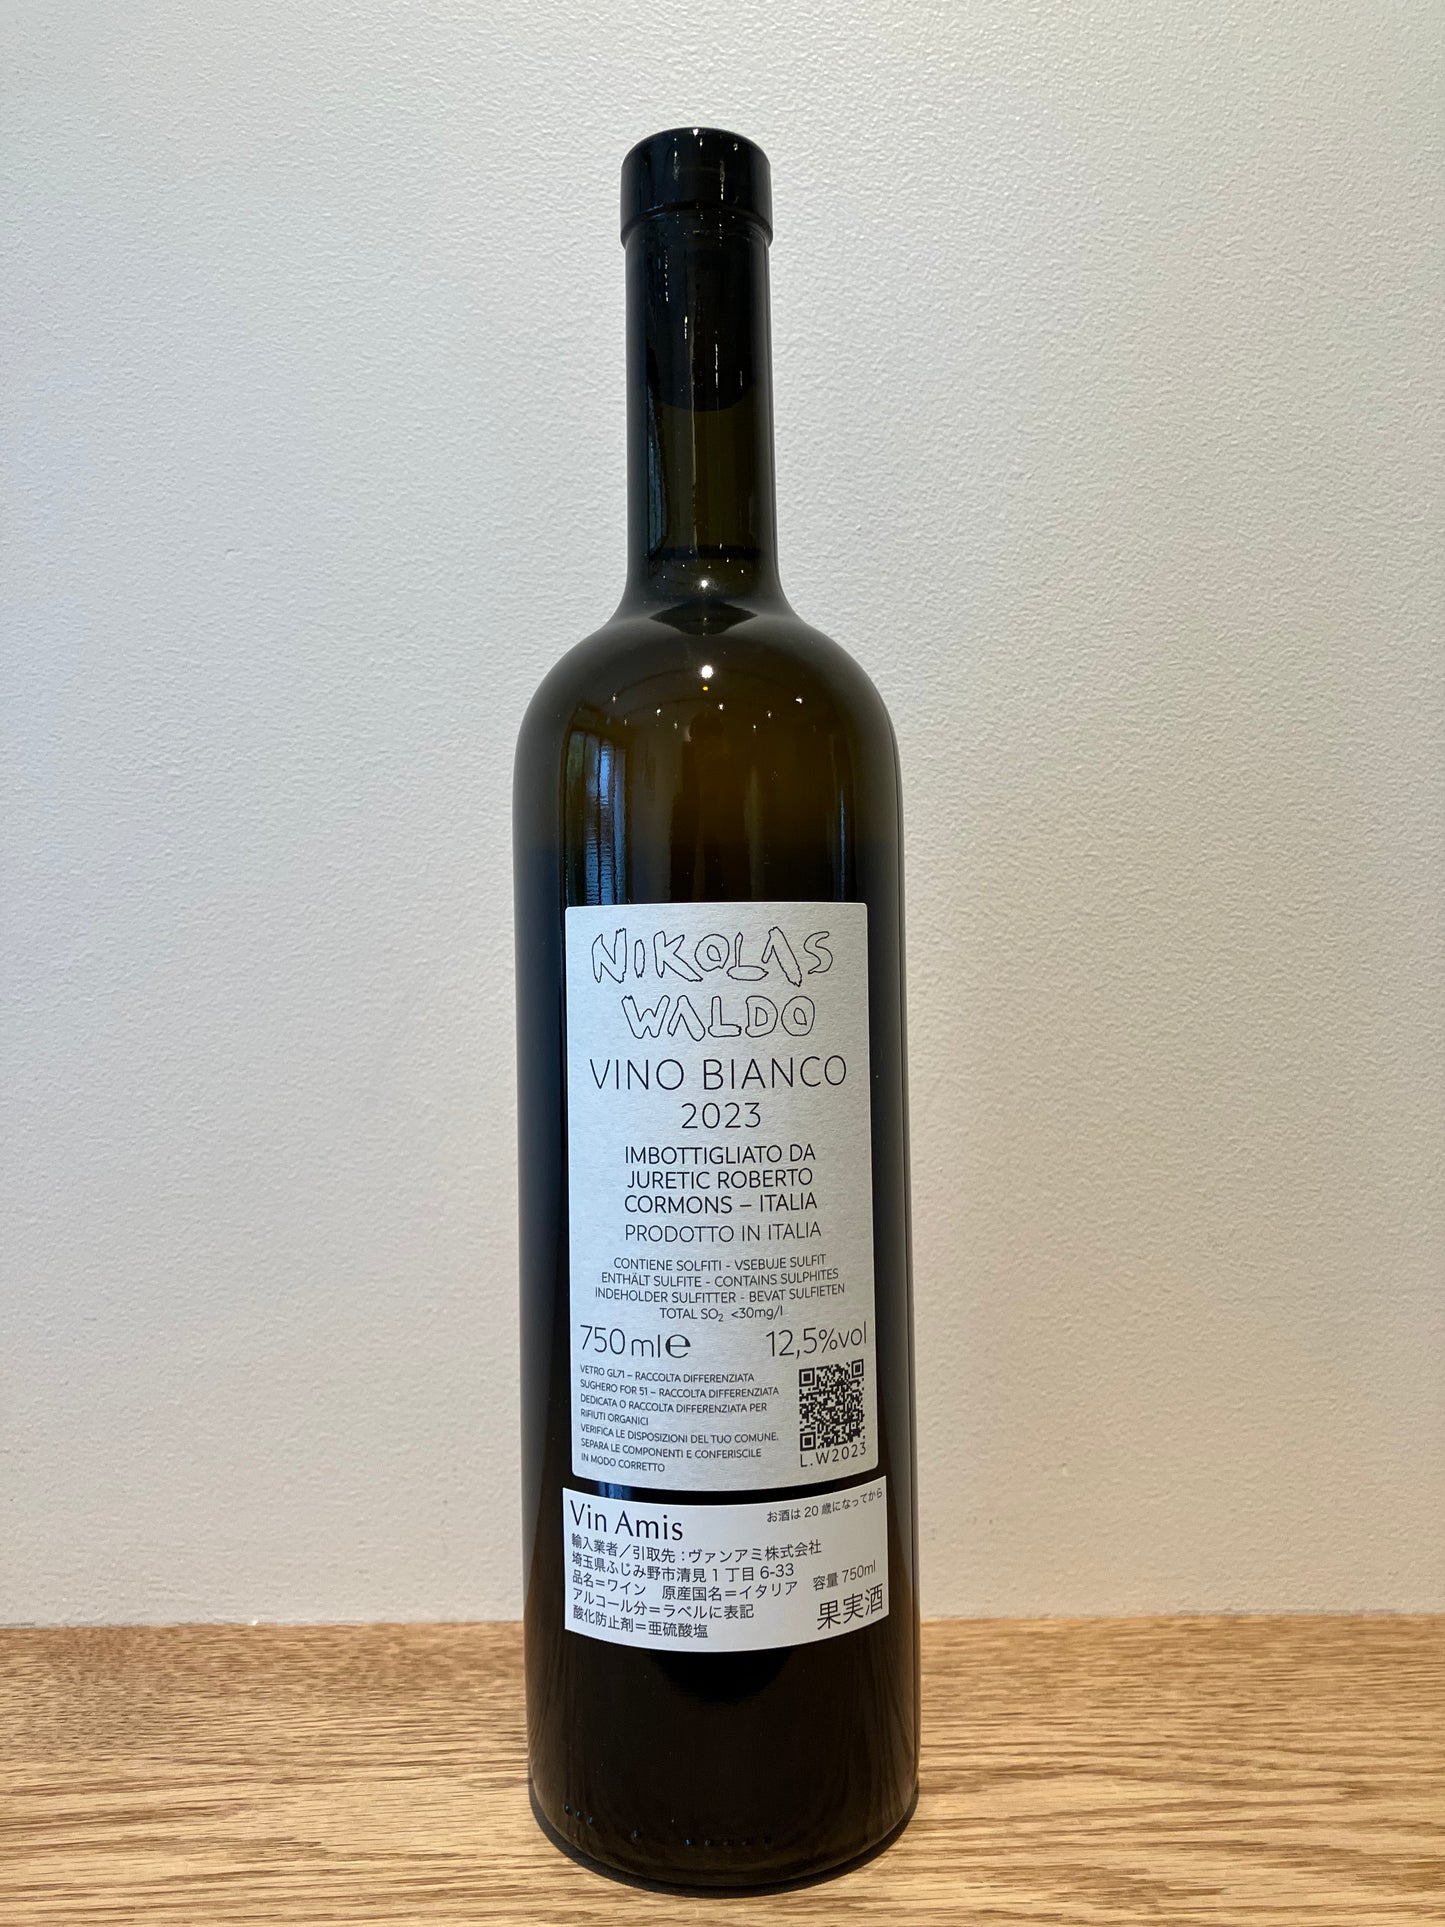 NIKOLAS
WALDO
VINO BIANCO
2023
IMBOTTIGLIATO DA
JURETIC ROBERTO
CORMONS – ITALIA
PRODOTTO IN ITALIA
CONTIENE SOLFITI - VSEBUJE SULFIT
ENTHÄLT SULFITE - CONTAINS SULPHITES
INDEHOLDER SULFITTER - BEVAT SULFIETEN
TOTAL SO₂ <30mg/l
750 ml ℮ 12,5%vol
VETRO GL71 – RACCOLTA DIFFERENZIATA
SUGHERO FOR 51 – RACCOLTA DIFFERENZIATA
DEDICATA O RACCOLTA DIFFERENZIATA PER
RIFIUTI ORGANICI
VERIFICA LE DISPOSIZIONI DEL TUO COMUNE.
SEPARA LE COMPONENTI E CONFERISCILE
IN MODO CORRETTO
L.W2023
Vin Amis お酒は20歳になってから
輸入業者／引取先：ヴァンアミ株式会社
埼玉県ふじみ野市清見1丁目6-33
品名＝ワイン 原産国名＝イタリア 容量 750ml
アルコール分＝ラベルに表記
酸化防止剤＝亜硫酸塩 果実酒